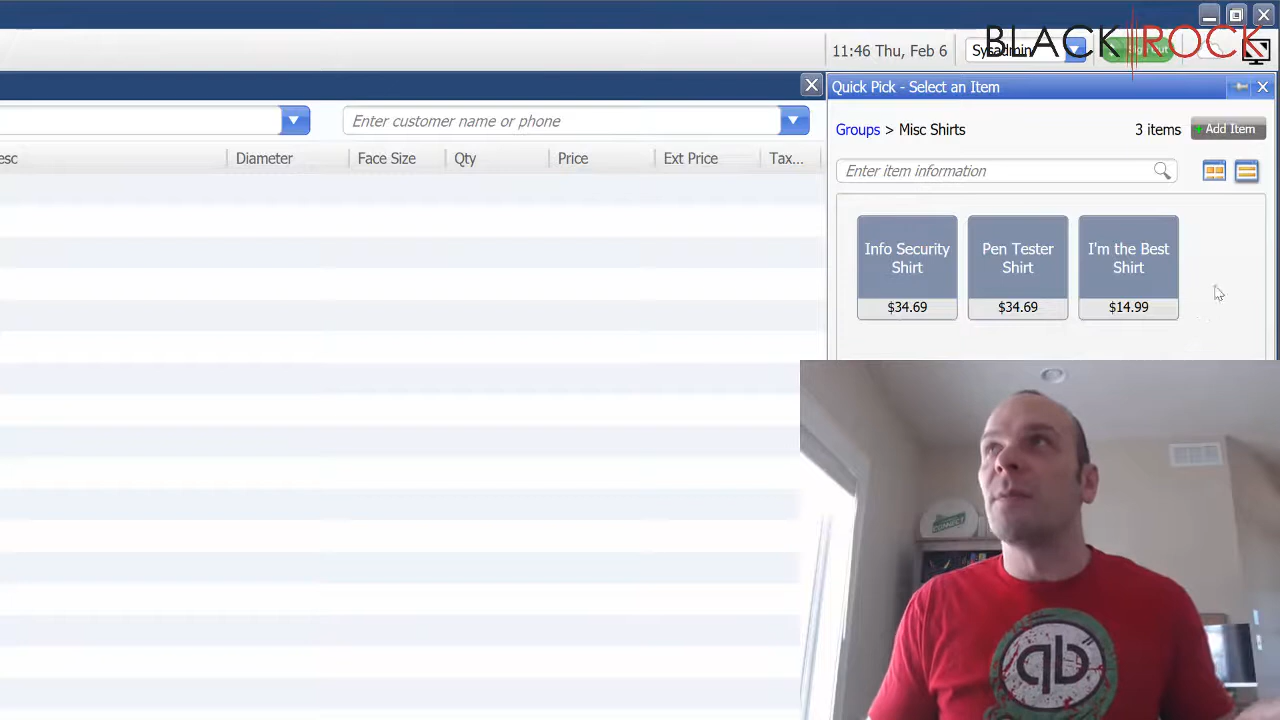 BLACK ROCK
11:46 Thu, Feb 6
Sysadmin
Quick Pick - Select an Item
Enter customer name or phone
Groups > Misc Shirts
3 items
Add Item
esc
Diameter
Face Size
Qty
Price
Ext Price
Tax...
Enter item information
Info Security
Shirt
$34.69
Pen Tester
Shirt
$34.69
I'm the Best
Shirt
$14.99
CONNECT
qb